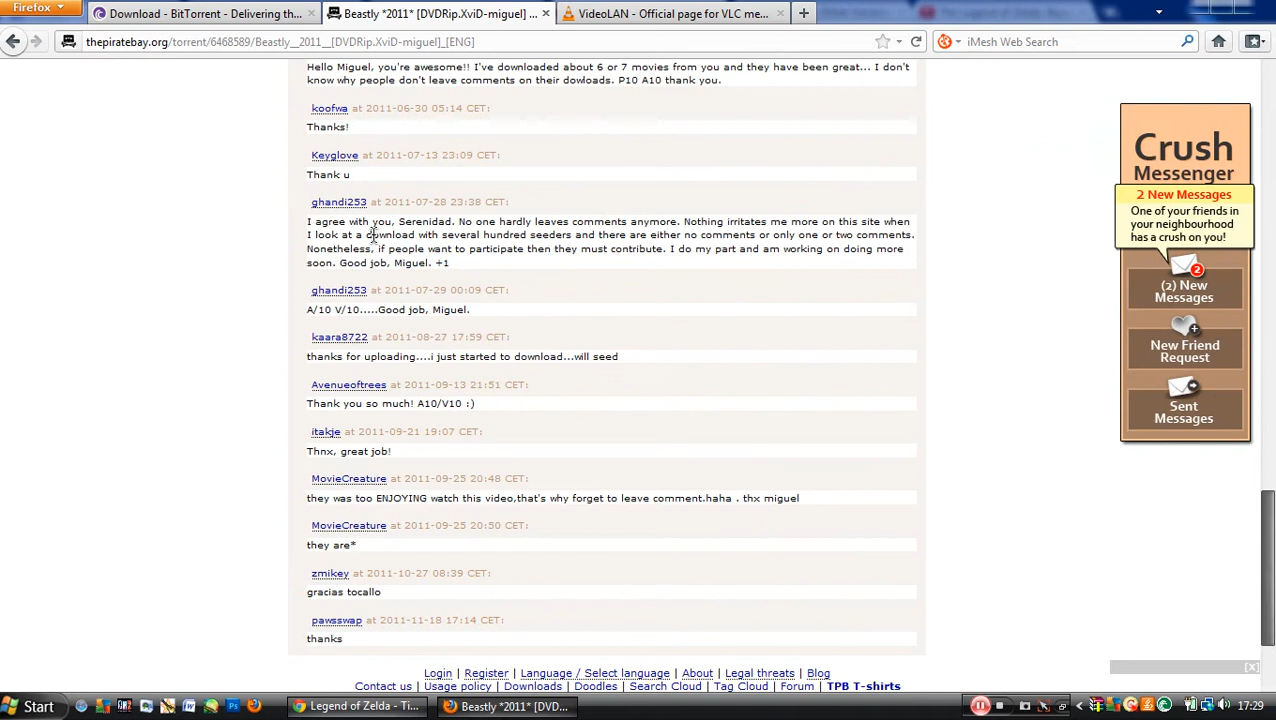 Firefox
Download - BitTorrent - Delivering th...
Beastly *2011* [DVDRip.XviD-miguel] ...
VideoLAN - Official page for VLC me...
thepiratebay.org/torrent/6468589/Beastly__2011__[DVDRip.XviD-miguel]_[ENG]
iMesh Web Search
Hello Miguel, you're awesome!! I've downloaded about 6 or 7 movies from you and they have been great... I don't
know why people don't leave comments on their dowloads. P10 A10 thank you.
koofwa at 2011-06-30 05:14 CET:
Thanks!
Keyglove at 2011-07-13 23:09 CET:
Thank u
ghandi253 at 2011-07-28 23:38 CET:
I agree with you, Serenidad. No one hardly leaves comments anymore. Nothing irritates me more on this site when
I look at a download with several hundred seeders and there are either no comments or only one or two comments.
Nonetheless, if people want to participate then they must contribute. I do my part and am working on doing more
soon. Good job, Miguel. +1
ghandi253 at 2011-07-29 00:09 CET:
A/10 V/10.....Good job, Miguel.
kaara8722 at 2011-08-27 17:59 CET:
thanks for uploading....i just started to download...will seed
Avenueoftrees at 2011-09-13 21:51 CET:
Thank you so much! A10/V10 :)
itakje at 2011-09-21 19:07 CET:
Thnx, great job!
MovieCreature at 2011-09-25 20:48 CET:
they was too ENJOYING watch this video,that's why forget to leave comment.haha . thx miguel
MovieCreature at 2011-09-25 20:50 CET:
they are*
zmikey at 2011-10-27 08:39 CET:
gracias tocallo
pawsswap at 2011-11-18 17:14 CET:
thanks
Login | Register | Language / Select language | About | Legal threats | Blog
Contact us | Usage policy | Downloads | Doodles | Search Cloud | Tag Cloud | Forum | TPB T-shirts
Crush
Messenger
2 New Messages
One of your friends in
your neighbourhood
has a crush on you!
2
(2) New
Messages
New Friend
Request
Sent
Messages
[X]
Start
Legend of Zelda - Ti...
Beastly *2011* [DVD...
17:29